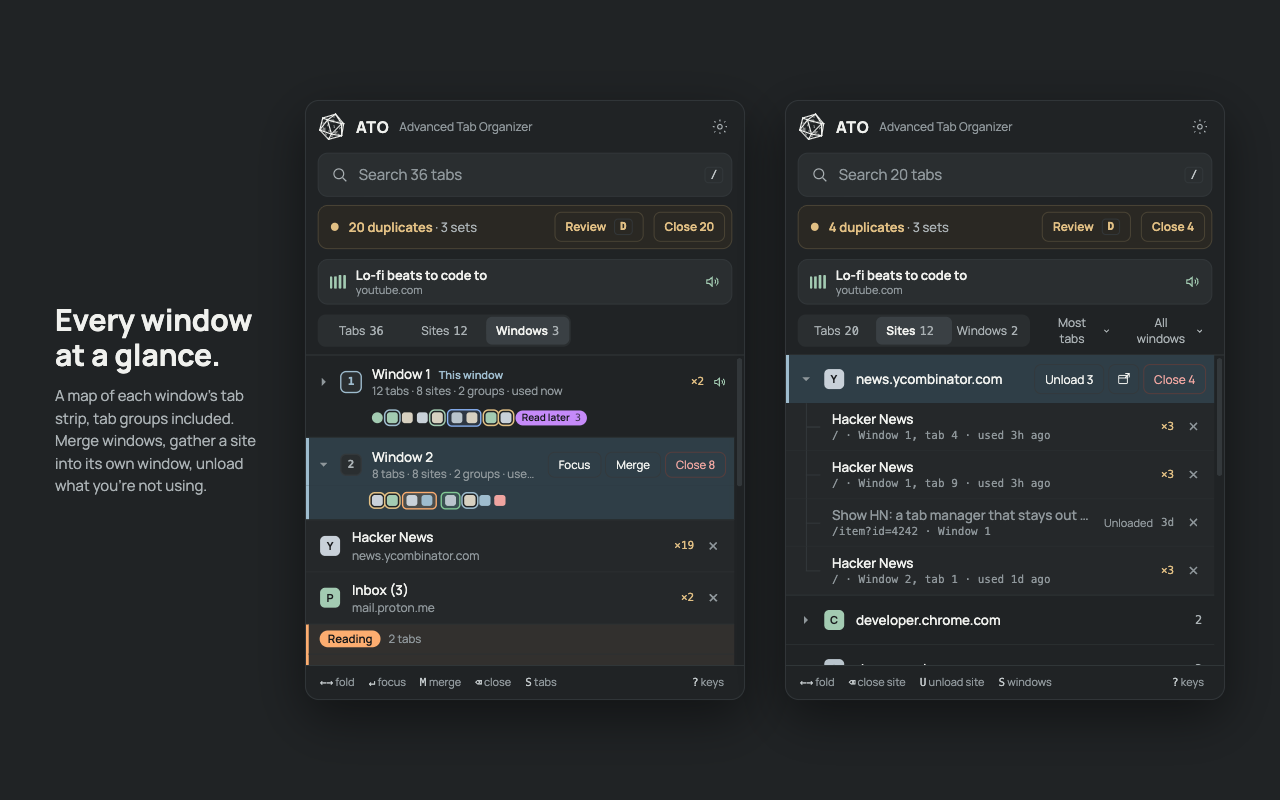 Every window
at a glance.
A map of each window's tab
strip, tab groups included.
Merge windows, gather a site
into its own window, unload
what you're not using.
ATO Advanced Tab Organizer
Search 36 tabs /
20 duplicates · 3 sets Review D Close 20
Lo-fi beats to code to
youtube.com
Tabs 36 Sites 12 Windows 3
1 Window 1 This window ×2
12 tabs · 8 sites · 2 groups · used now
Read later 3
2 Window 2 Focus Merge Close 8
8 tabs · 8 sites · 2 groups · use…
Y Hacker News ×19 ×
news.ycombinator.com
P Inbox (3) ×2 ×
mail.proton.me
Reading 2 tabs
←→ fold ↵ focus M merge ⌫ close S tabs ? keys
ATO Advanced Tab Organizer
Search 20 tabs /
4 duplicates · 3 sets Review D Close 4
Lo-fi beats to code to
youtube.com
Tabs 20 Sites 12 Windows 2 Most tabs All windows
Y news.ycombinator.com Unload 3 Close 4
Hacker News ×3 ×
/ · Window 1, tab 4 · used 3h ago
Hacker News ×3 ×
/ · Window 1, tab 9 · used 3h ago
Show HN: a tab manager that stays out … Unloaded 3d ×
/item?id=4242 · Window 1
Hacker News ×3 ×
/ · Window 2, tab 1 · used 1d ago
C developer.chrome.com 2
←→ fold ⌫ close site U unload site S windows ? keys